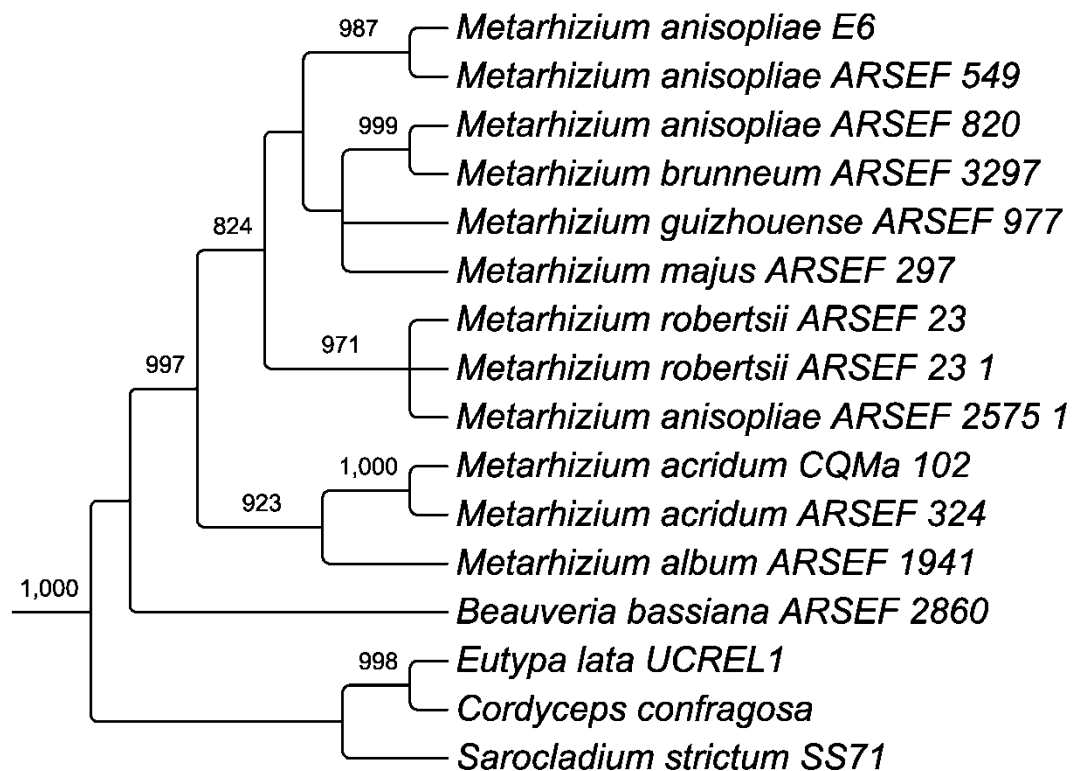 987
Metarhizium anisopliae E6
Metarhizium anisopliae ARSEF 549
999
Metarhizium anisopliae ARSEF 820
Metarhizium brunneum ARSEF 3297
824
Metarhizium guizhouense ARSEF 977
Metarhizium majus ARSEF 297
Metarhizium robertsii ARSEF 23
997
971
Metarhizium robertsii ARSEF 23 1
Metarhizium anisopliae ARSEF 2575 1
1,000
Metarhizium acridum CQMa 102
923
Metarhizium acridum ARSEF 324
Metarhizium album ARSEF 1941
1,000
Beauveria bassiana ARSEF 2860
998
Eutypa lata UCREL1
Cordyceps confragosa
Sarocladium strictum SS71